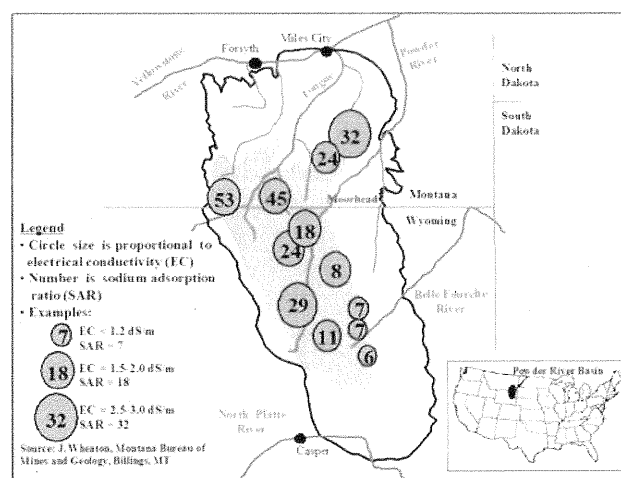 Miles City
Forsyth
Powder
River
Yellowstone
River
Tongue
North
Dakota
South
Dakota
32
24
53
45
Moorhead
Montana
Wyoming
18
24
8
29
7
7
11
6
Belle Fourche
River
Legend
• Circle size is proportional to
electrical conductivity (EC)
• Number is sodium adsorption
ratio (SAR)
• Examples:
7
EC < 1.2 dS/m
SAR = 7
18
EC = 1.5-2.0 dS/m
SAR = 18
32
EC = 2.5-3.0 dS/m
SAR = 32
Source: J. Wheaton, Montana Bureau of
Mines and Geology, Billings, MT
North Platte
River
Casper
Powder River Basin